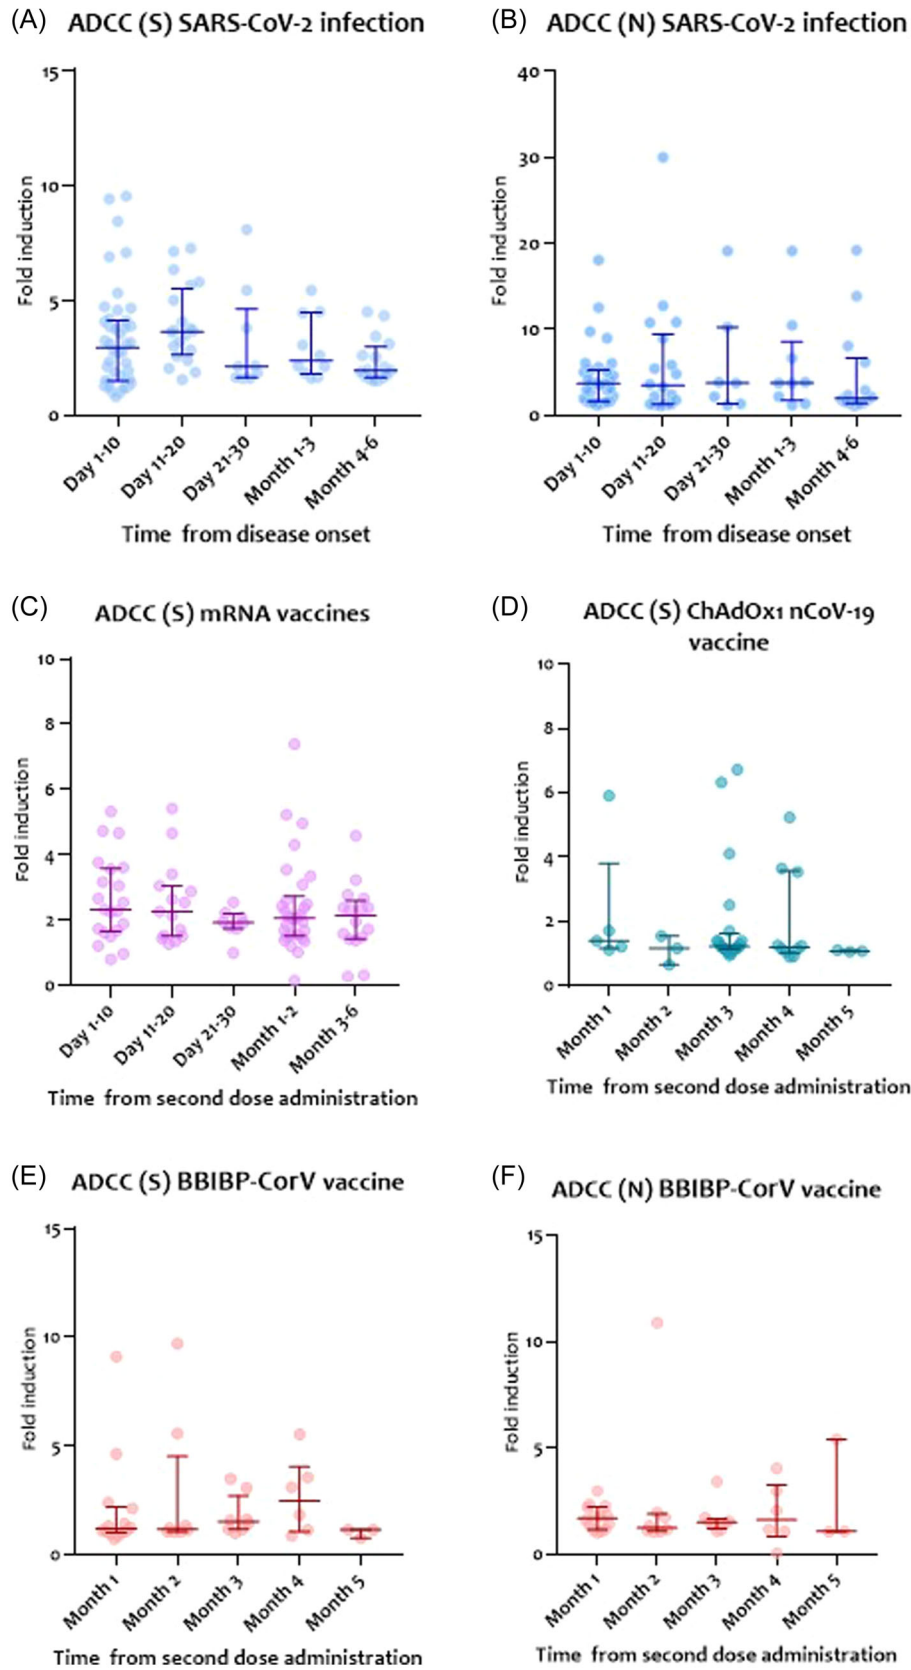 (A) ADCC (S) SARS-CoV-2 infection
15
10
5
0
Fold induction
Day 1-10
Day 11-20
Day 21-30
Month 1-3
Month 4-6
Time from disease onset
(B) ADCC (N) SARS-CoV-2 infection
40
30
20
10
0
Fold induction
Day 1-10
Day 11-20
Day 21-30
Month 1-3
Month 4-6
Time from disease onset
(C) ADCC (S) mRNA vaccines
10
8
6
4
2
0
Fold induction
Day 1-10
Day 11-20
Day 21-30
Month 1-2
Month 3-6
Time from second dose administration
(D) ADCC (S) ChAdOx1 nCoV-19
vaccine
10
8
6
4
2
0
Fold induction
Month 1
Month 2
Month 3
Month 4
Month 5
Time from second dose administration
(E) ADCC (S) BBIBP-CorV vaccine
15
10
5
0
Fold induction
Month 1
Month 2
Month 3
Month 4
Month 5
Time from second dose administration
(F) ADCC (N) BBIBP-CorV vaccine
15
10
5
0
Fold induction
Month 1
Month 2
Month 3
Month 4
Month 5
Time from second dose administration